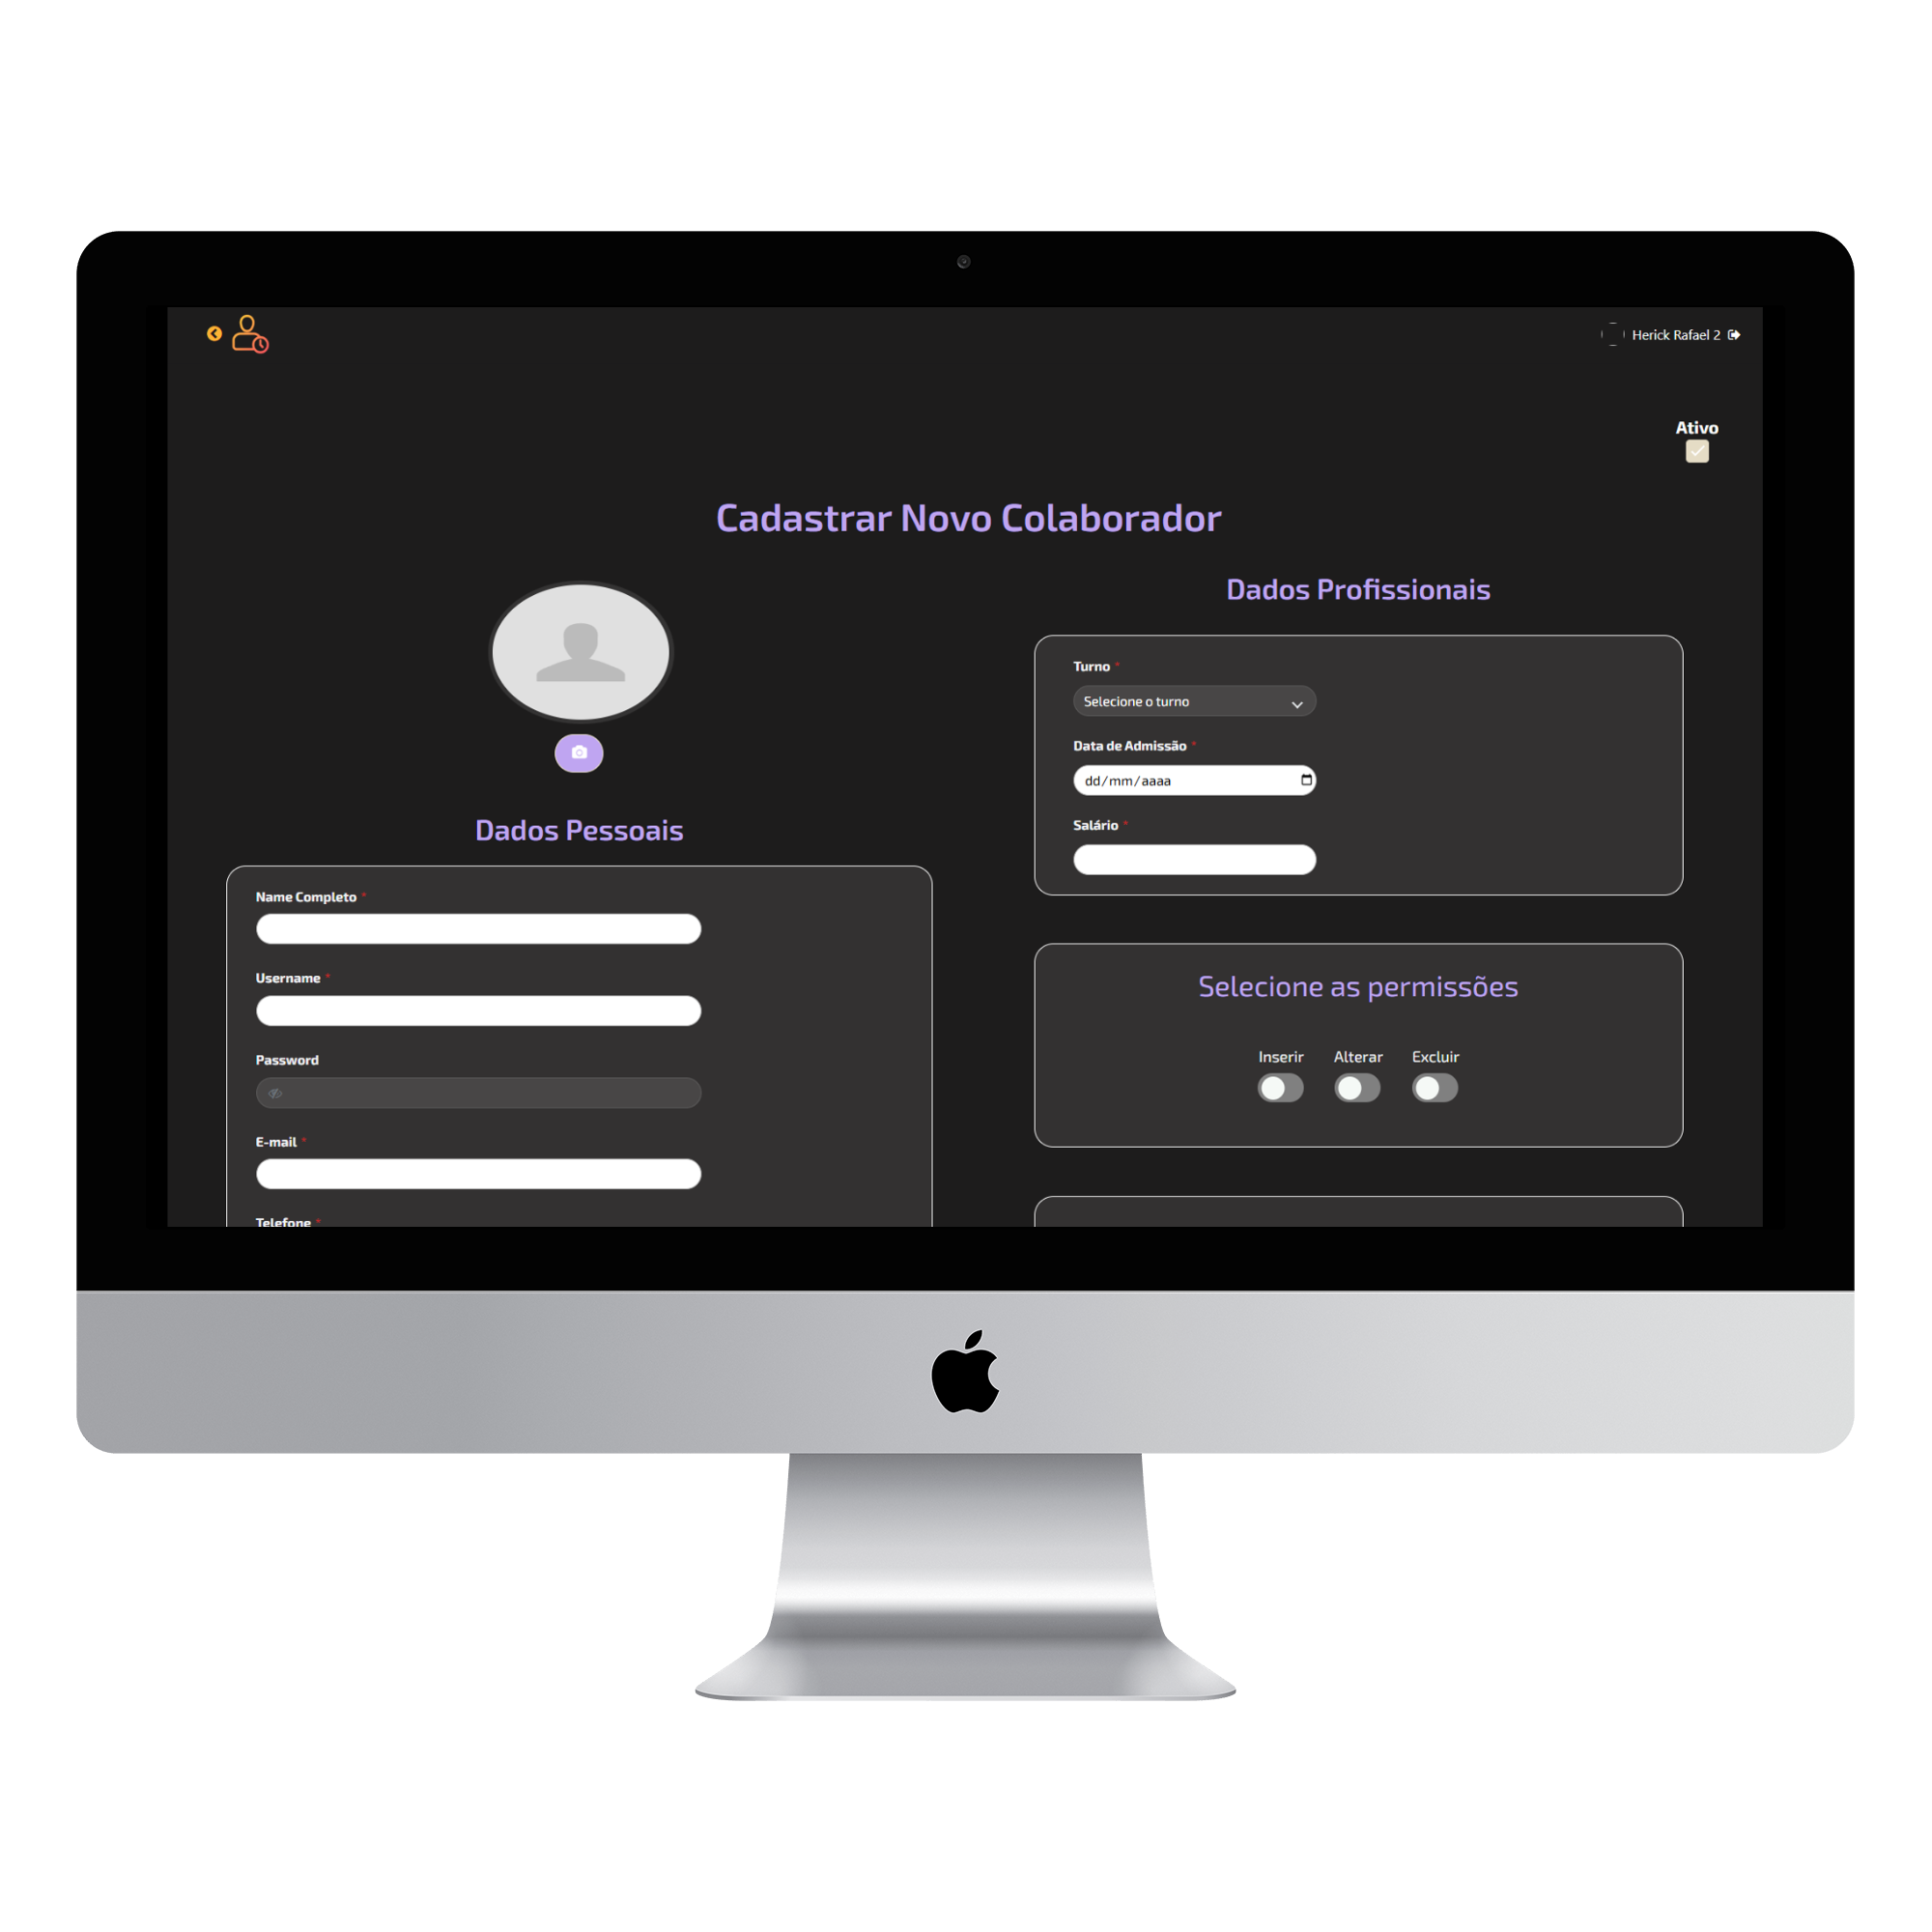 Herick Rafael 2
Ativo
Cadastrar Novo Colaborador
Dados Pessoais
Name Completo *
Username *
Password
E-mail *
Telefone *
Dados Profissionais
Turno *
Selecione o turno
Data de Admissão *
dd/mm/aaaa
Salário *
Selecione as permissões
Inserir Alterar Excluir